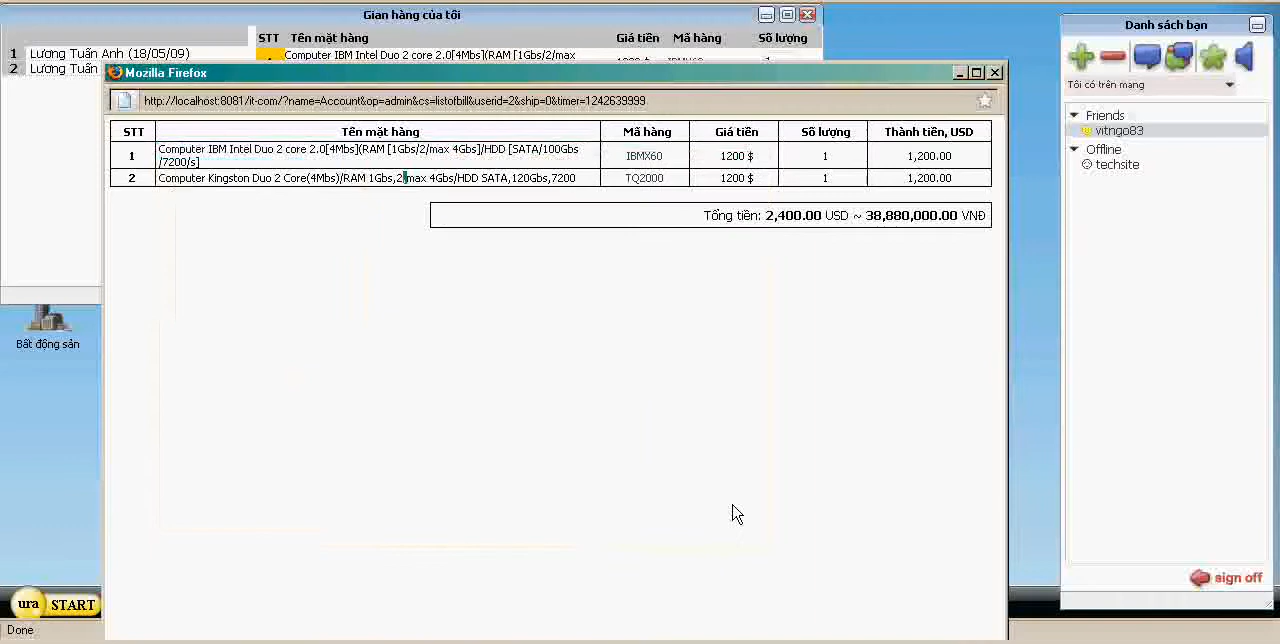 Gian hàng của tôi
STT Tên mặt hàng Giá tiền Mã hàng Số lượng
1 Lương Tuấn Anh (18/05/09)
2 Lương Tuấn
Computer IBM Intel Duo 2 core 2.0[4Mbs](RAM [1Gbs/2/max
Mozilla Firefox
http://localhost:8081/it-com/?name=Account&op=admin&cs=listofbill&userid=2&ship=0&timer=1242639999
STT Tên mặt hàng Mã hàng Giá tiền Số lượng Thành tiền, USD
1 Computer IBM Intel Duo 2 core 2.0[4Mbs](RAM [1Gbs/2/max 4Gbs]/HDD [SATA/100Gbs IBMX60 1200 $ 1 1,200.00
/7200/s]
2 Computer Kingston Duo 2 Core(4Mbs)/RAM 1Gbs,2/max 4Gbs/HDD SATA,120Gbs,7200 TQ2000 1200 $ 1 1,200.00
Tổng tiền: 2,400.00 USD ~ 38,880,000.00 VNĐ
Bất động sản
ura START
Done
Danh sách bạn
Tôi có trên mạng
Friends
vitngo83
Offline
techsite
sign off